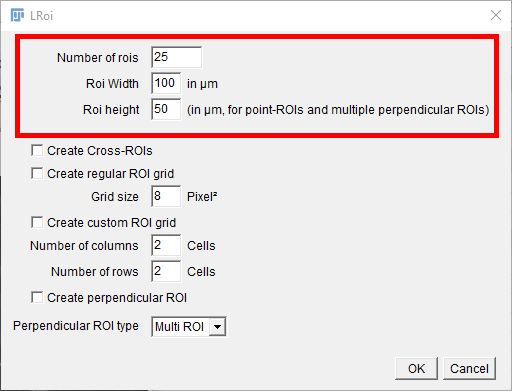 LRoi
Number of rois 25
Roi Width 100 in µm
Roi height 50 (in µm, for point-ROIs and multiple perpendicular ROIs)
Create Cross-ROIs
Create regular ROI grid
Grid size 8 Pixel²
Create custom ROI grid
Number of columns 2 Cells
Number of rows 2 Cells
Create perpendicular ROI
Perpendicular ROI type Multi ROI
OK Cancel